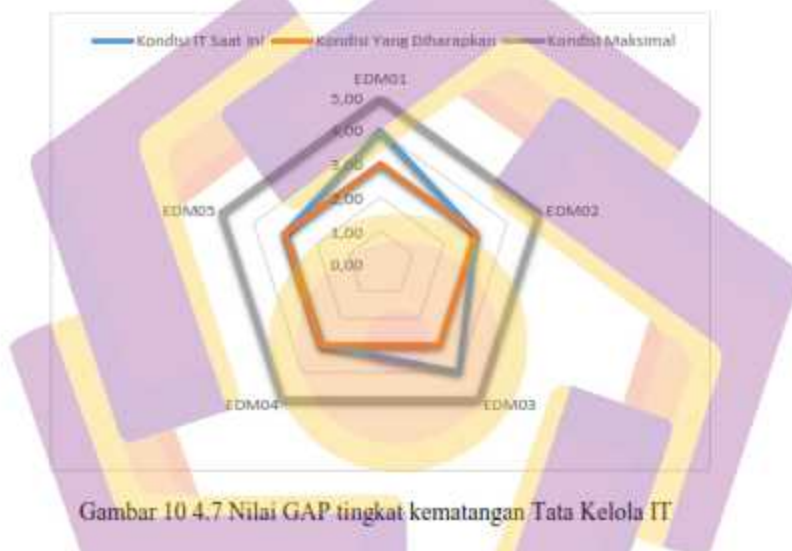 Kondisi IT Saat Ini Kondisi Yang Diharapkan Kondisi Maksimal
EDM01
5,00
4,00
3,00
2,00
1,00
0,00
EDM05
EDM02
EDM04
EDM03
Gambar 10 4.7 Nilai GAP tingkat kematangan Tata Kelola IT